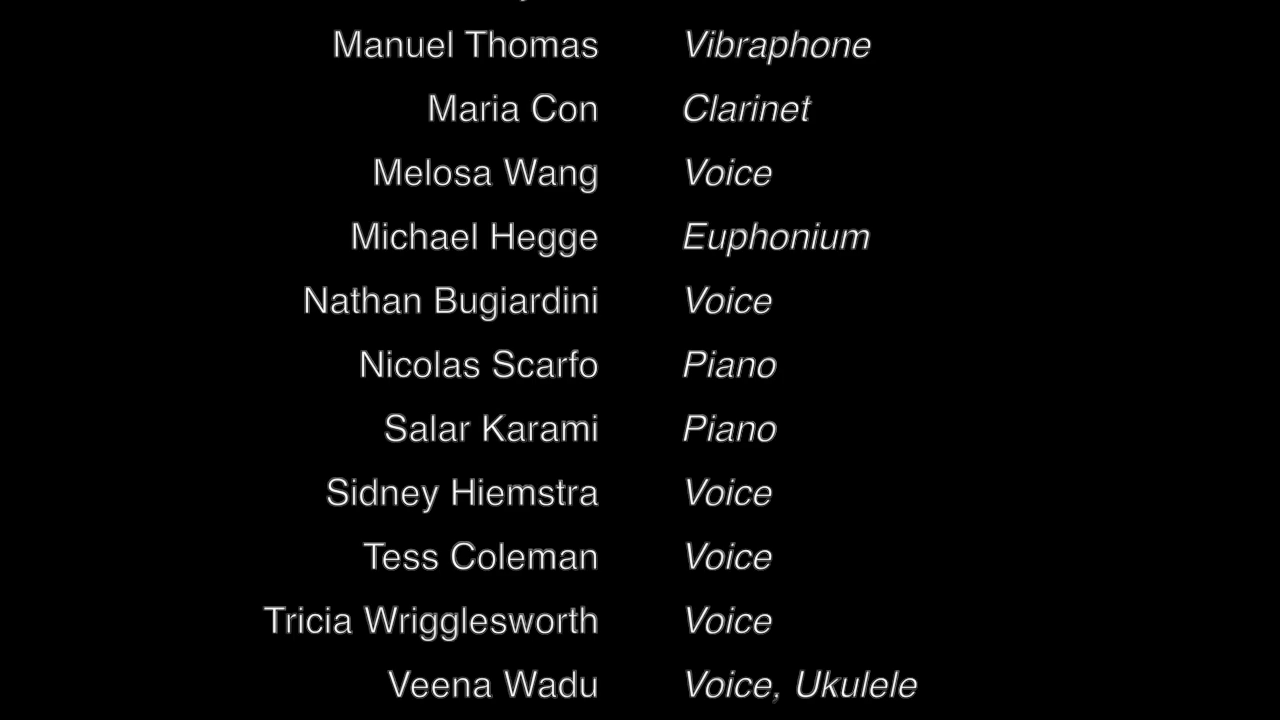 Manuel Thomas Vibraphone
Maria Con Clarinet
Melosa Wang Voice
Michael Hegge Euphonium
Nathan Bugiardini Voice
Nicolas Scarfo Piano
Salar Karami Piano
Sidney Hiemstra Voice
Tess Coleman Voice
Tricia Wrigglesworth Voice
Veena Wadu Voice, Ukulele